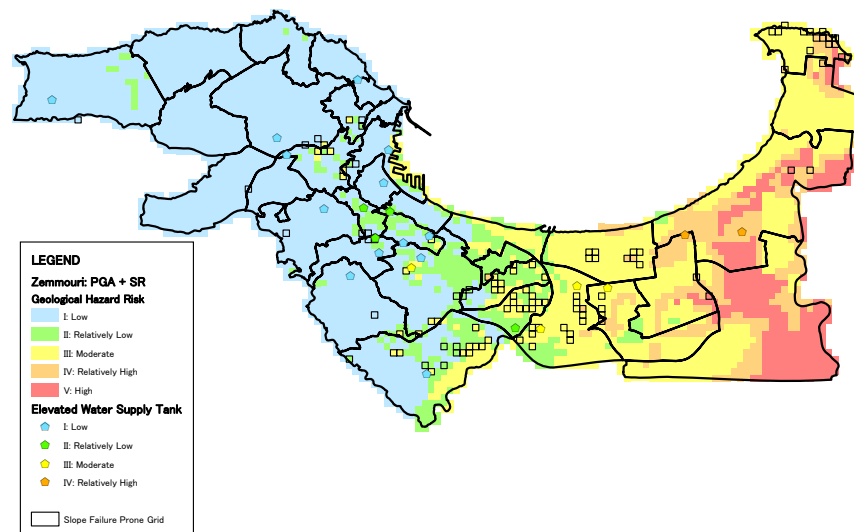 LEGEND
Zemmouri: PGA + SR
Geological Hazard Risk
I: Low
II: Relatively Low
III: Moderate
IV: Relatively High
V: High
Elevated Water Supply Tank
I: Low
II: Relatively Low
III: Moderate
IV: Relatively High
Slope Failure Prone Grid